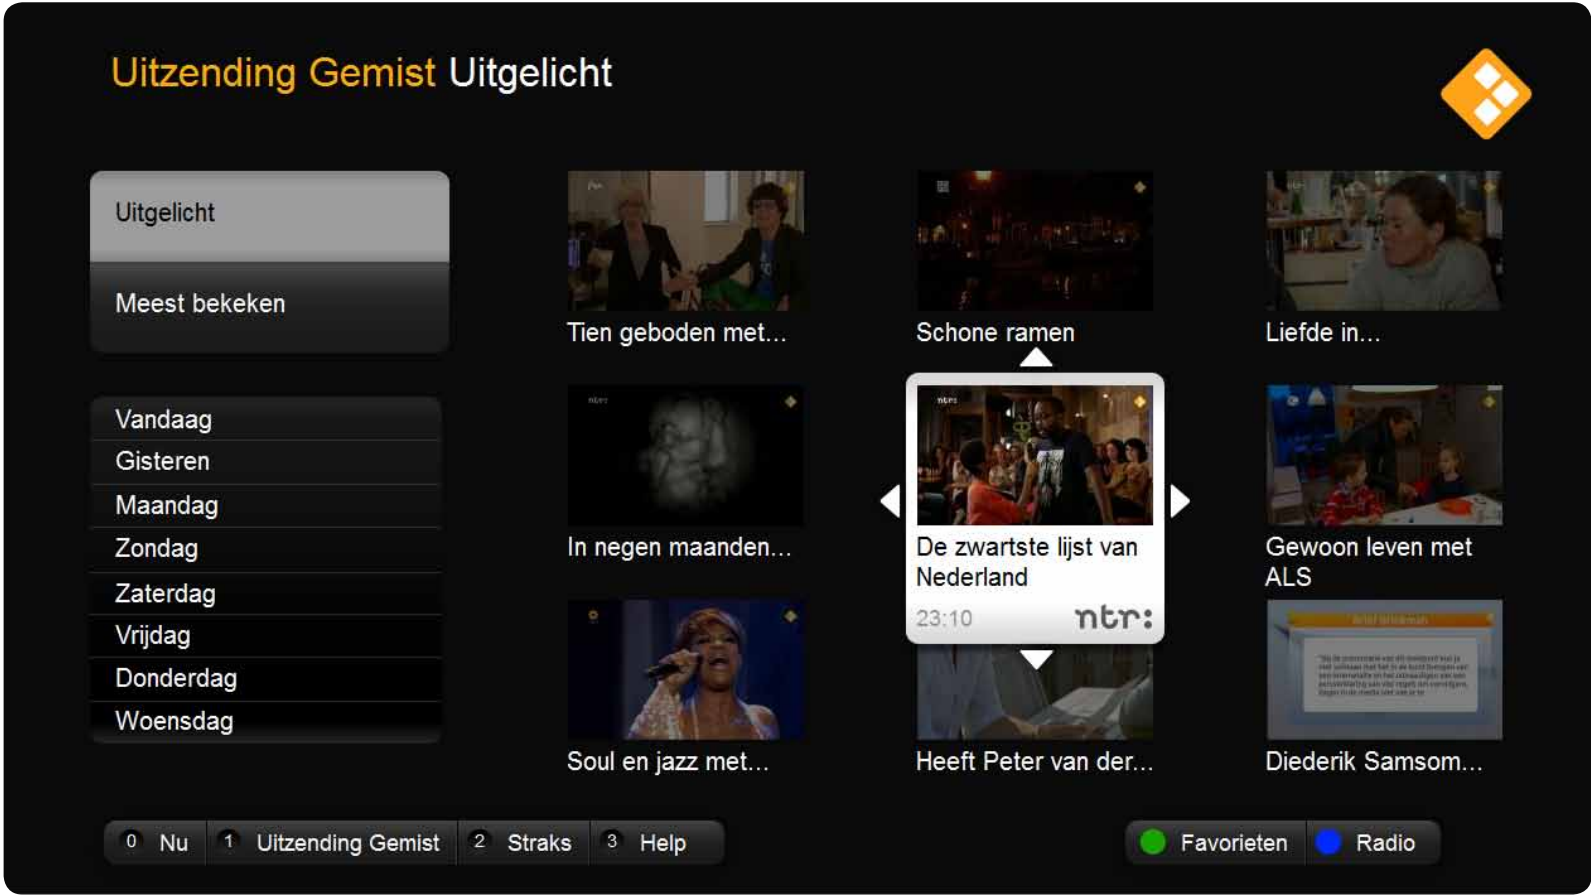 Uitzending Gemist Uitgelicht
Uitgelicht
Meest bekeken
Vandaag
Gisteren
Maandag
Zondag
Zaterdag
Vrijdag
Donderdag
Woensdag
Tien geboden met...
Schone ramen
ntr:
Liefde in...
ntr:
In negen maanden...
ntr:
De zwartste lijst van
Nederland
23:10 ntr:
Gewoon leven met
ALS
Soul en jazz met...
Heeft Peter van der...
Diederik Samsom...
0 Nu 1 Uitzending Gemist 2 Straks 3 Help
Favorieten Radio